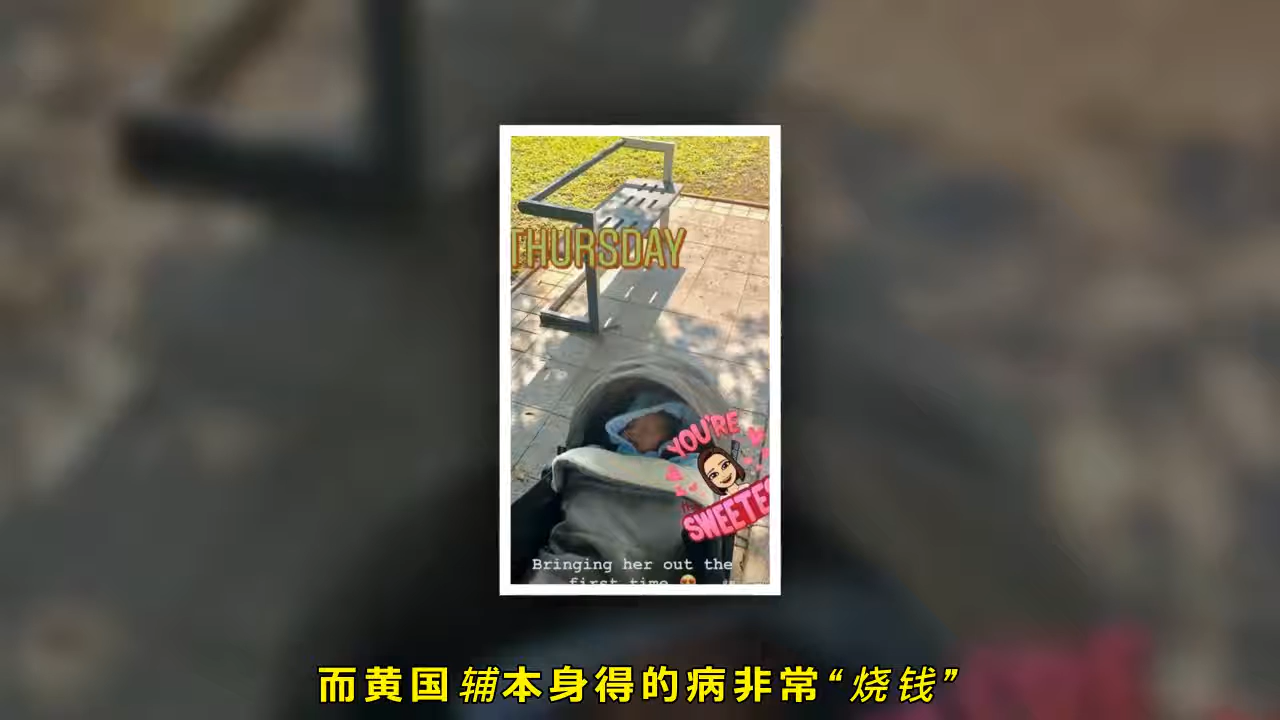 THURSDAY
YOU'RE
SWEETES
Bringing her out the
first time 😍
而黄国辅本身得的病非常“烧钱”